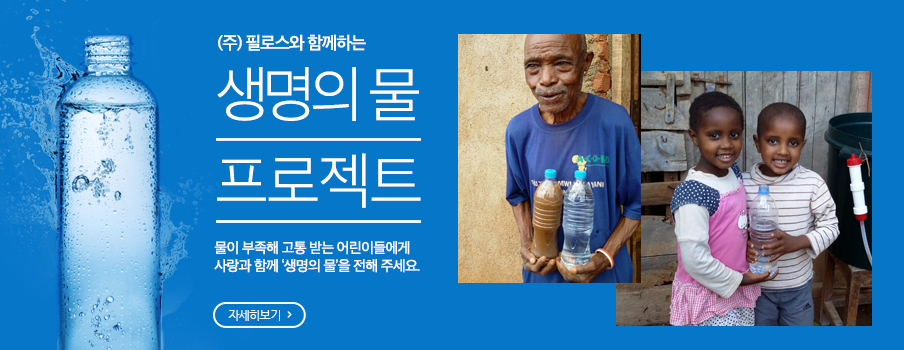 (주) 필로스와 함께하는
생명의 물
프로젝트
물이 부족해 고통 받는 어린이들에게
사랑과 함께 '생명의 물'을 전해 주세요.
자세히보기 >